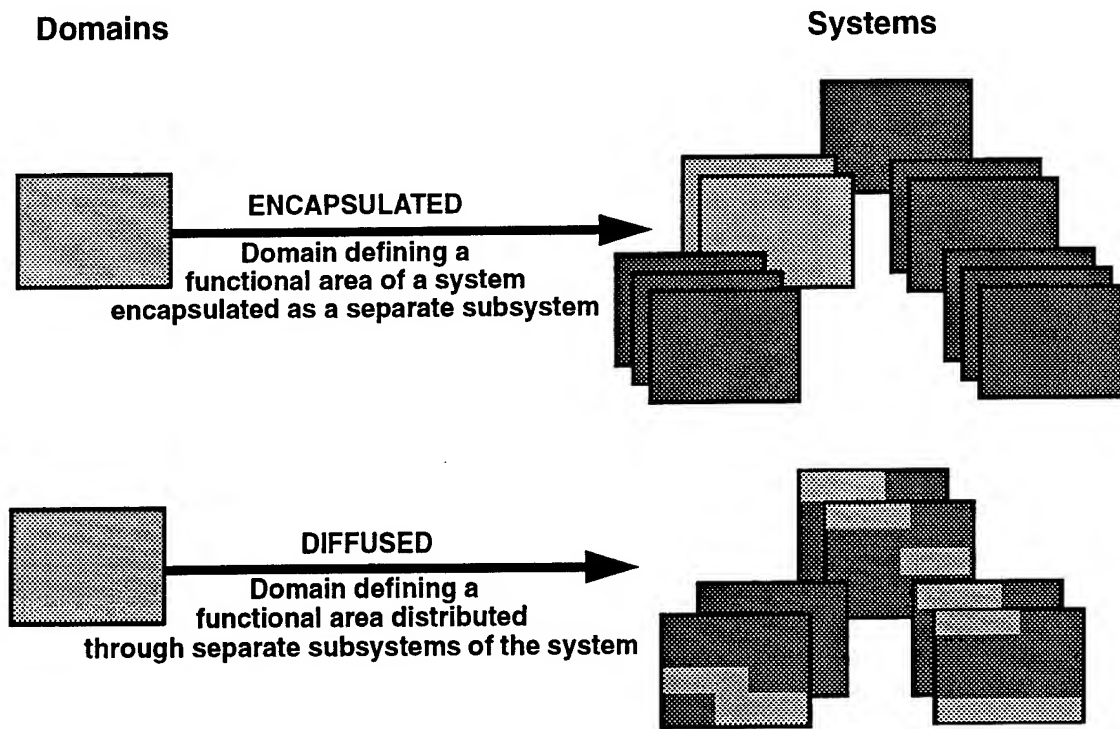 Domains
Systems
ENCAPSULATED
Domain defining a
functional area of a system
encapsulated as a separate subsystem
DIFFUSED
Domain defining a
functional area distributed
through separate subsystems of the system